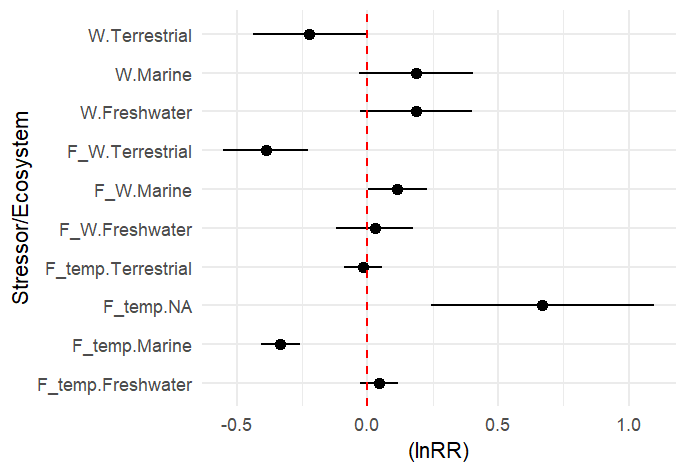 W.Terrestrial
W.Marine
W.Freshwater
F_W.Terrestrial
F_W.Marine
F_W.Freshwater
F_temp.Terrestrial
F_temp.NA
F_temp.Marine
F_temp.Freshwater
Stressor/Ecosystem
-0.5 0.0 0.5 1.0
(lnRR)